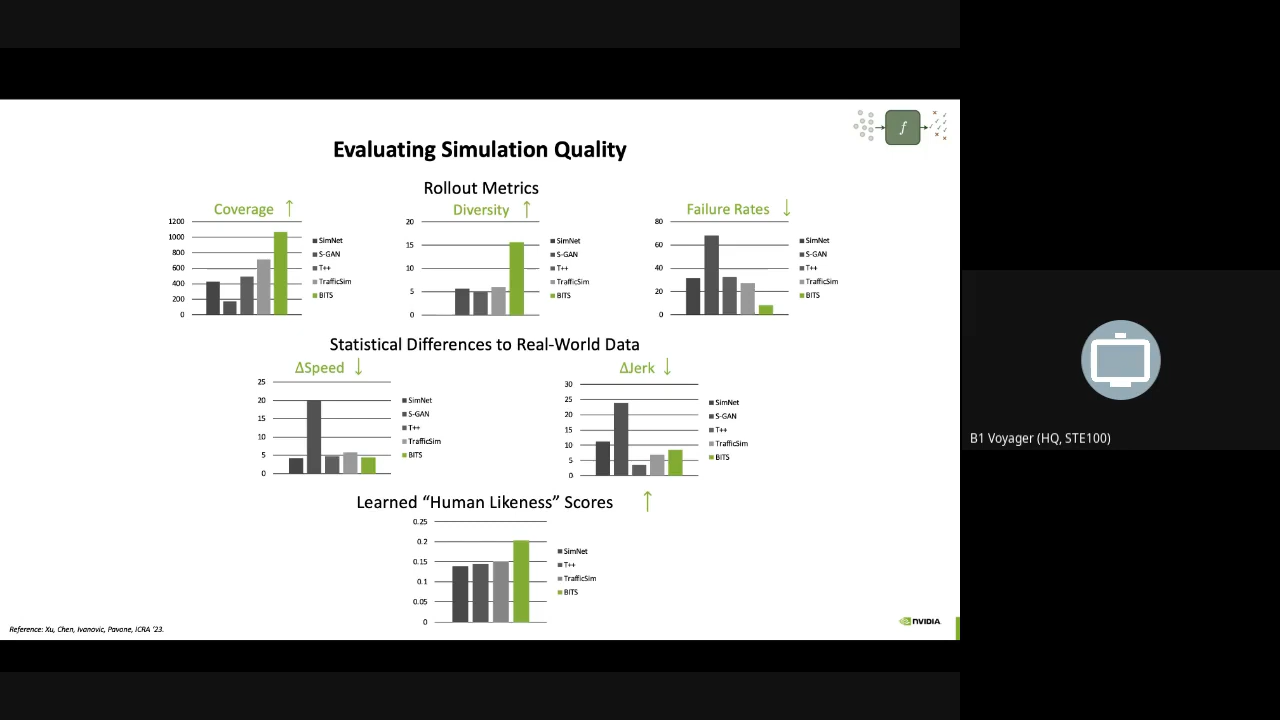 f
Evaluating Simulation Quality
Rollout Metrics
Coverage ↑
1200
1000
800
600
400
200
0
SimNet
S-GAN
T++
TrafficSim
BITS
Diversity ↑
20
15
10
5
0
SimNet
S-GAN
T++
TrafficSim
BITS
Failure Rates ↓
80
60
40
20
0
SimNet
S-GAN
T++
TrafficSim
BITS
Statistical Differences to Real-World Data
ΔSpeed ↓
25
20
15
10
5
0
SimNet
S-GAN
T++
TrafficSim
BITS
ΔJerk ↓
30
25
20
15
10
5
0
SimNet
S-GAN
T++
TrafficSim
BITS
Learned “Human Likeness” Scores ↑
0.25
0.2
0.15
0.1
0.05
0
SimNet
T++
TrafficSim
BITS
Reference: Xu, Chen, Ivanovic, Pavone, ICRA ’23.
NVIDIA
B1 Voyager (HQ, STE100)